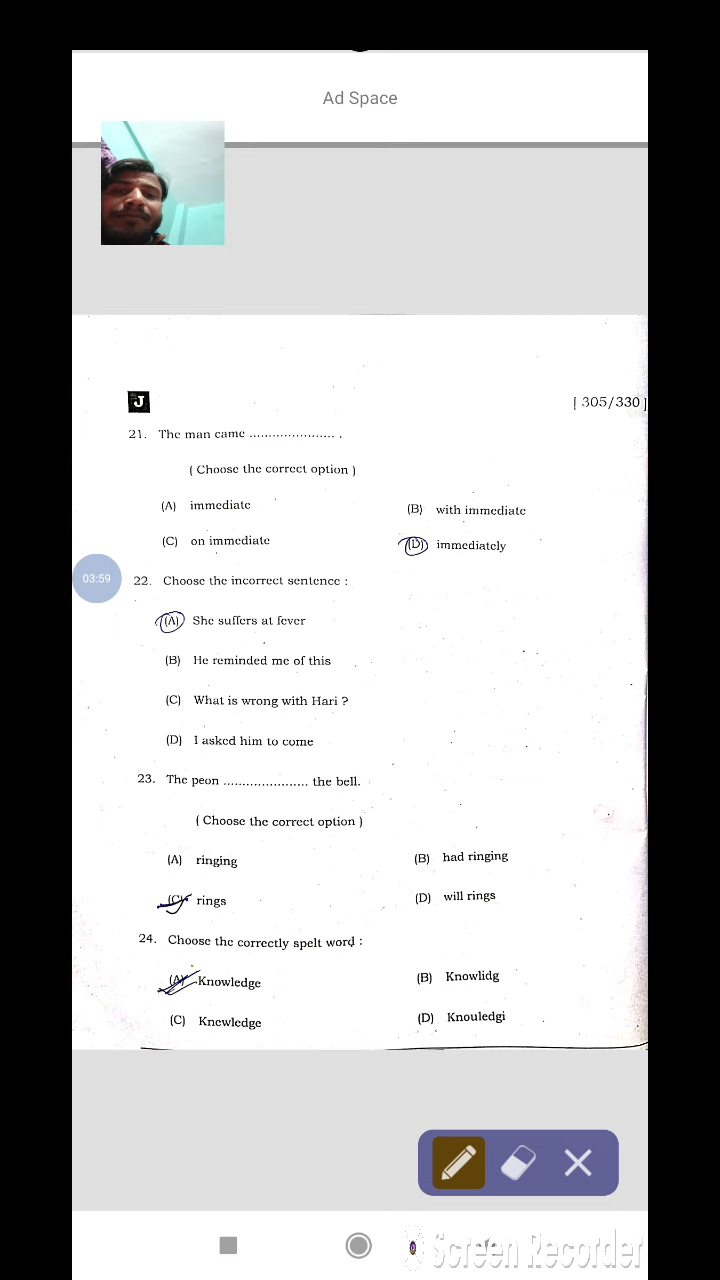 Ad Space
J
[ 305/330 ]
21. The man came ...................... .
( Choose the correct option )
(A) immediate
(B) with immediate
(C) on immediate
(D) immediately
03:59
22. Choose the incorrect sentence :
(A) She suffers at fever
(B) He reminded me of this
(C) What is wrong with Hari ?
(D) I asked him to come
23. The peon ...................... the bell.
( Choose the correct option )
(A) ringing
(B) had ringing
(C) rings
(D) will rings
24. Choose the correctly spelt word :
(A) Knowledge
(B) Knowlidg
(C) Knewledge
(D) Knouledgi
Screen Recorder